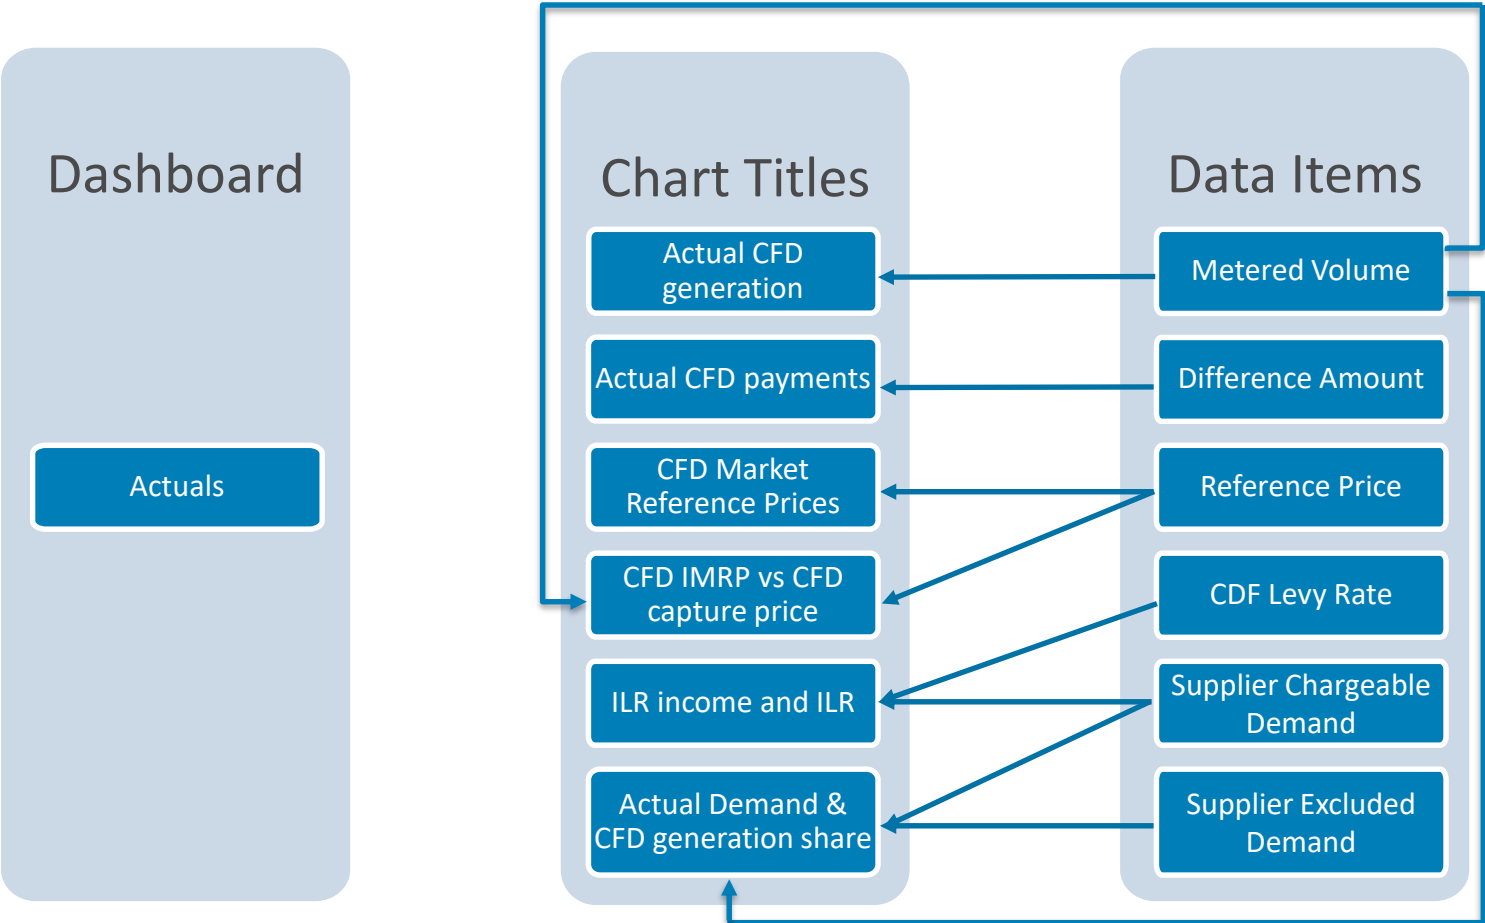 Dashboard
Actuals
Chart Titles
Actual CFD
generation
Actual CFD payments
CFD Market
Reference Prices
CFD IMRP vs CFD
capture price
ILR income and ILR
Actual Demand &
CFD generation share
Data Items
Metered Volume
Difference Amount
Reference Price
CDF Levy Rate
Supplier Chargeable
Demand
Supplier Excluded
Demand